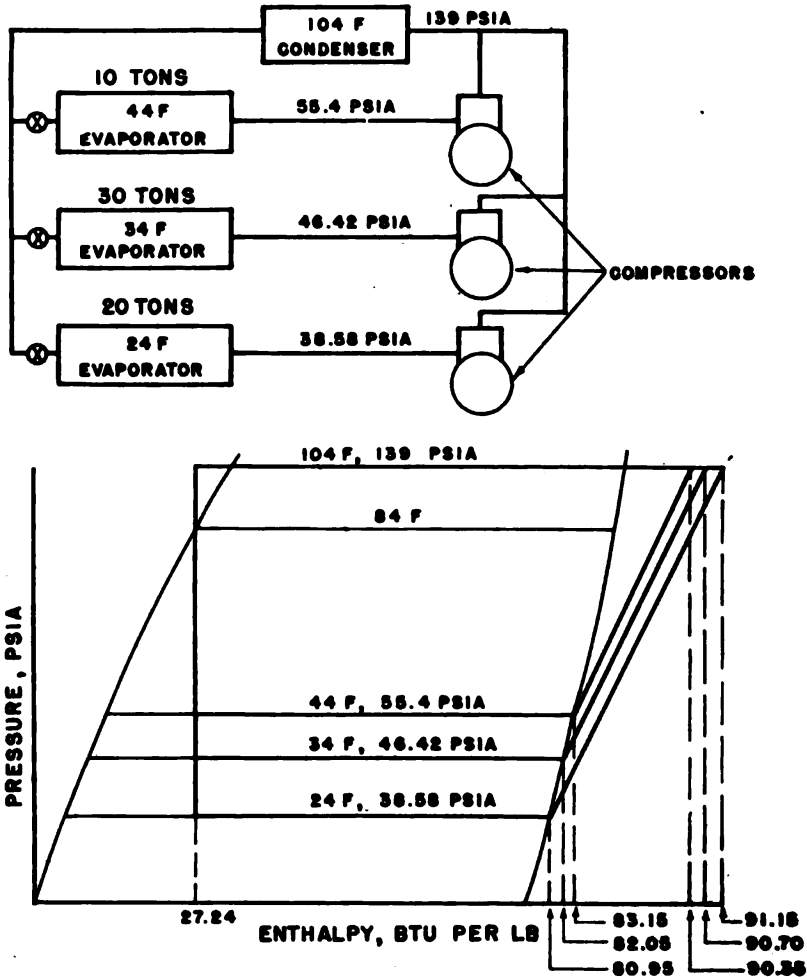 104 F
CONDENSER
139 PSIA
10 TONS
44 F
EVAPORATOR
55.4 PSIA
30 TONS
34 F
EVAPORATOR
46.42 PSIA
COMPRESSORS
20 TONS
24 F
EVAPORATOR
38.58 PSIA
104 F, 139 PSIA
84 F
44 F, 55.4 PSIA
34 F, 46.42 PSIA
24 F, 38.58 PSIA
PRESSURE, PSIA
27.24
ENTHALPY, BTU PER LB
83.15
82.05
80.95
91.15
90.70
90.35